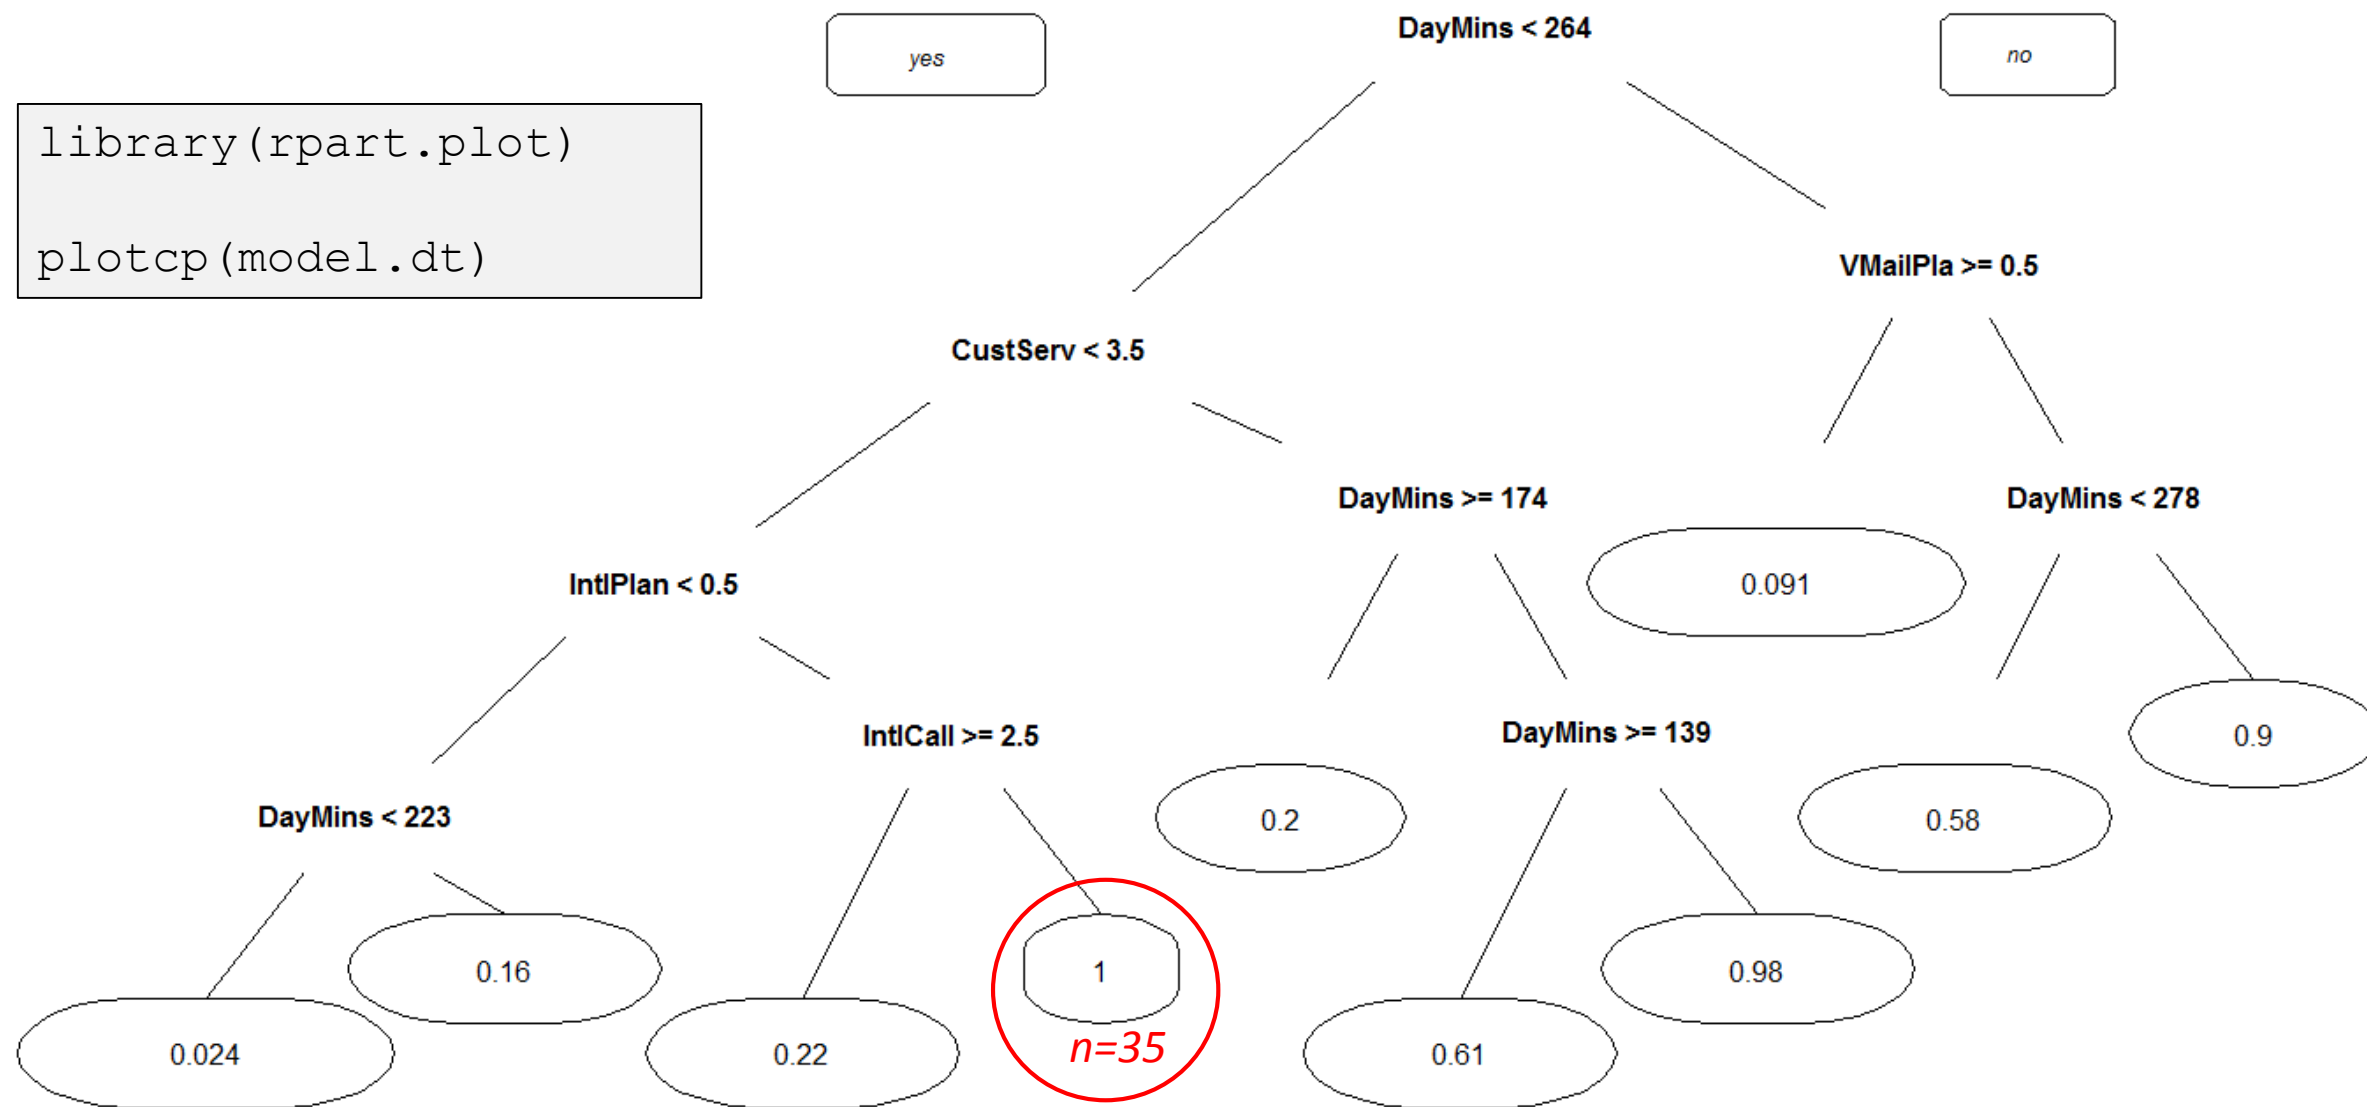 DayMins < 264
yes
no
library(rpart.plot)
plotcp(model.dt)
VMailPla >= 0.5
CustServ < 3.5
DayMins >= 174
DayMins < 278
IntlPlan < 0.5
0.091
IntlCall >= 2.5
DayMins >= 139
0.9
DayMins < 223
0.2
0.58
0.16
1
0.98
n=35
0.024
0.22
0.61